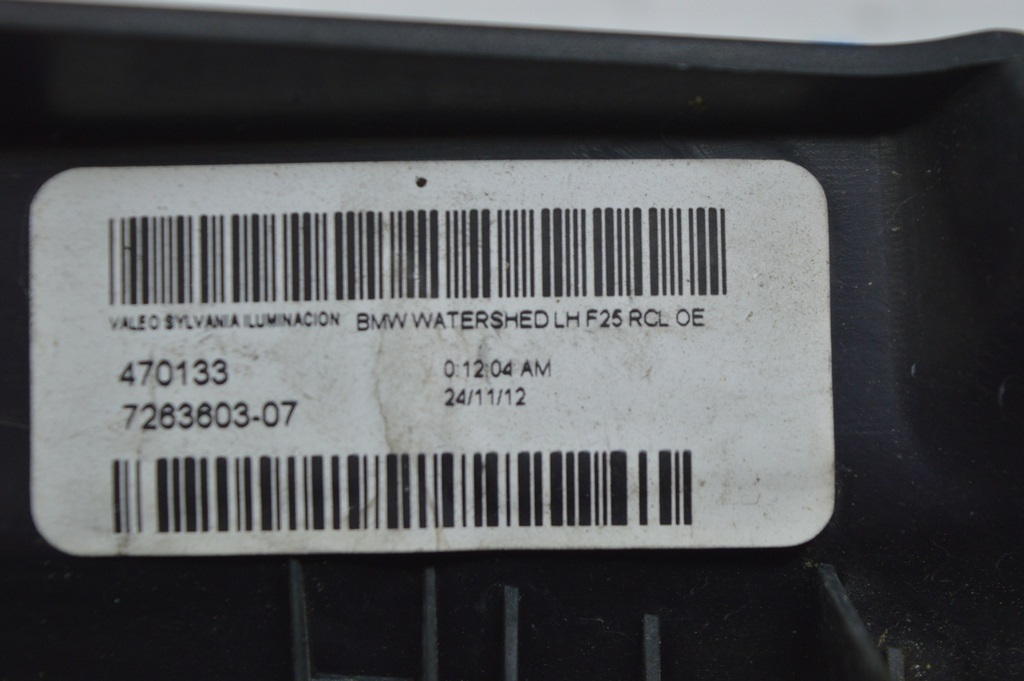 VALEO SYLVANIA ILUMINACION BMW WATERSHED LH F25 RCL OE
470133 0:12:04 AM
7263603-07 24/11/12